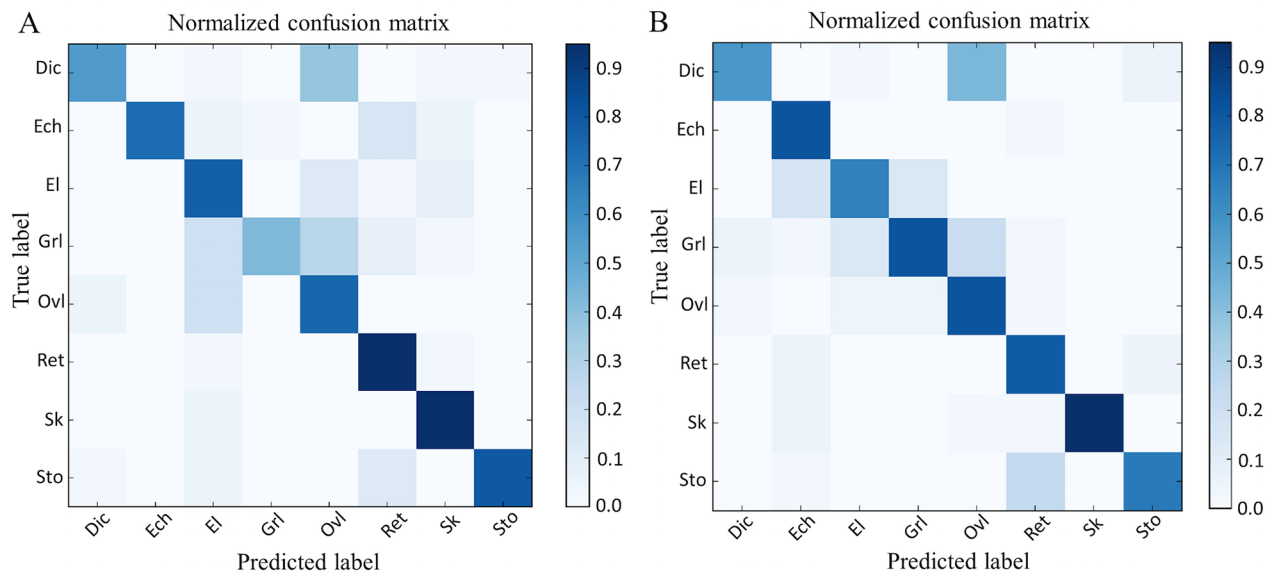 A
Normalized confusion matrix
True label
Dic
Ech
El
Grl
Ovl
Ret
Sk
Sto
Dic Ech El Grl Ovl Ret Sk Sto
Predicted label
0.9
0.8
0.7
0.6
0.5
0.4
0.3
0.2
0.1
0.0
B
Normalized confusion matrix
True label
Dic
Ech
El
Grl
Ovl
Ret
Sk
Sto
Dic Ech El Grl Ovl Ret Sk Sto
Predicted label
0.9
0.8
0.7
0.6
0.5
0.4
0.3
0.2
0.1
0.0